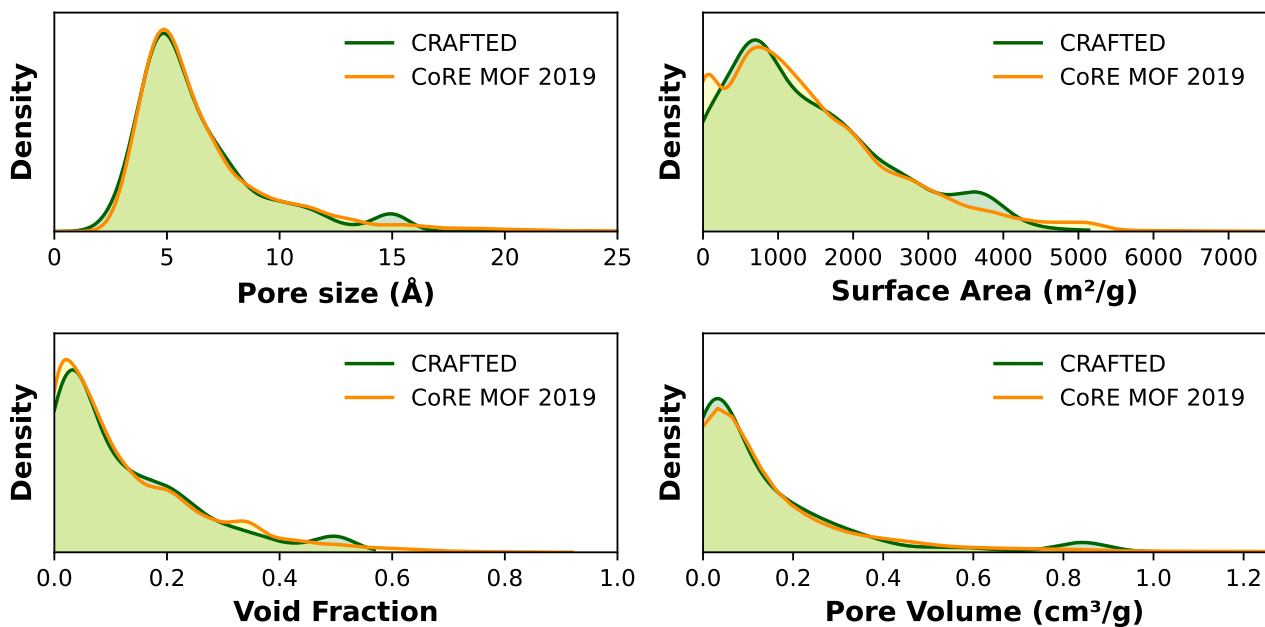 Density
CRAFTED
CoRE MOF 2019
0 5 10 15 20 25
Pore size (Å)
Density
CRAFTED
CoRE MOF 2019
0 1000 2000 3000 4000 5000 6000 7000
Surface Area (m²/g)
Density
CRAFTED
CoRE MOF 2019
0.0 0.2 0.4 0.6 0.8 1.0
Void Fraction
Density
CRAFTED
CoRE MOF 2019
0.0 0.2 0.4 0.6 0.8 1.0 1.2
Pore Volume (cm³/g)